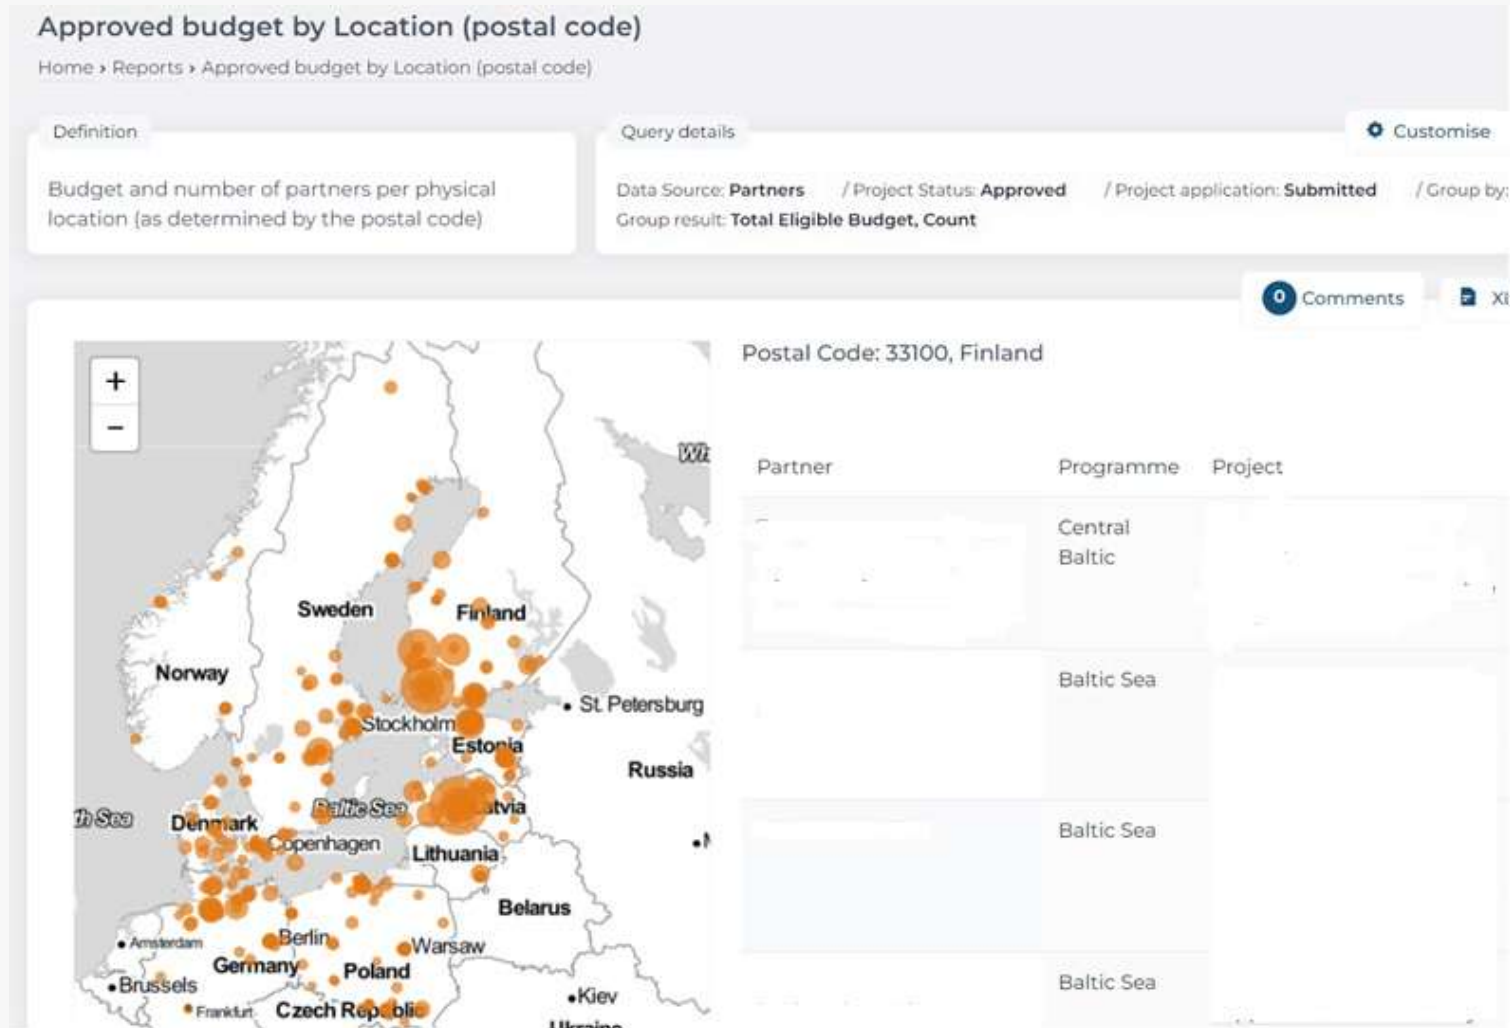 Approved budget by Location (postal code)
Home › Reports › Approved budget by Location (postal code)
Definition
Budget and number of partners per physical
location (as determined by the postal code)
Query details
Customise
Data Source: Partners / Project Status: Approved / Project application: Submitted / Group by:
Group result: Total Eligible Budget, Count
0 Comments
+
−
Sweden
Finland
Norway
St. Petersburg
Stockholm
Estonia
Russia
Baltic Sea
Denmark
Copenhagen
Lithuania
Belarus
Amsterdam
Berlin
Warsaw
Germany
Poland
Brussels
Frankfurt
Czech Republic
Kiev
Postal Code: 33100, Finland
Partner Programme Project
Central
Baltic
Baltic Sea
Baltic Sea
Baltic Sea